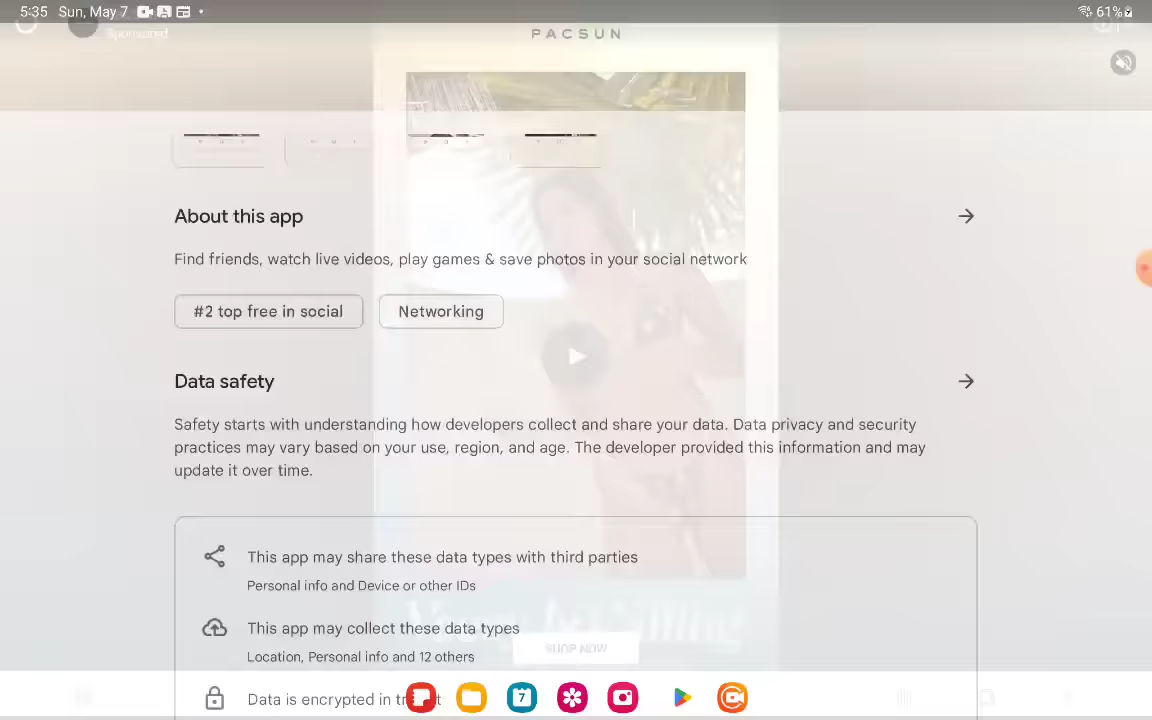 5:35 Sun, May 7 61%
Sponsored
PACSUN
About this app
Find friends, watch live videos, play games & save photos in your social network
#2 top free in social
Networking
Data safety
Safety starts with understanding how developers collect and share your data. Data privacy and security
practices may vary based on your use, region, and age. The developer provided this information and may
update it over time.
This app may share these data types with third parties
Personal info and Device or other IDs
This app may collect these data types
Location, Personal info and 12 others
SHOP NOW
Data is encrypted in
7